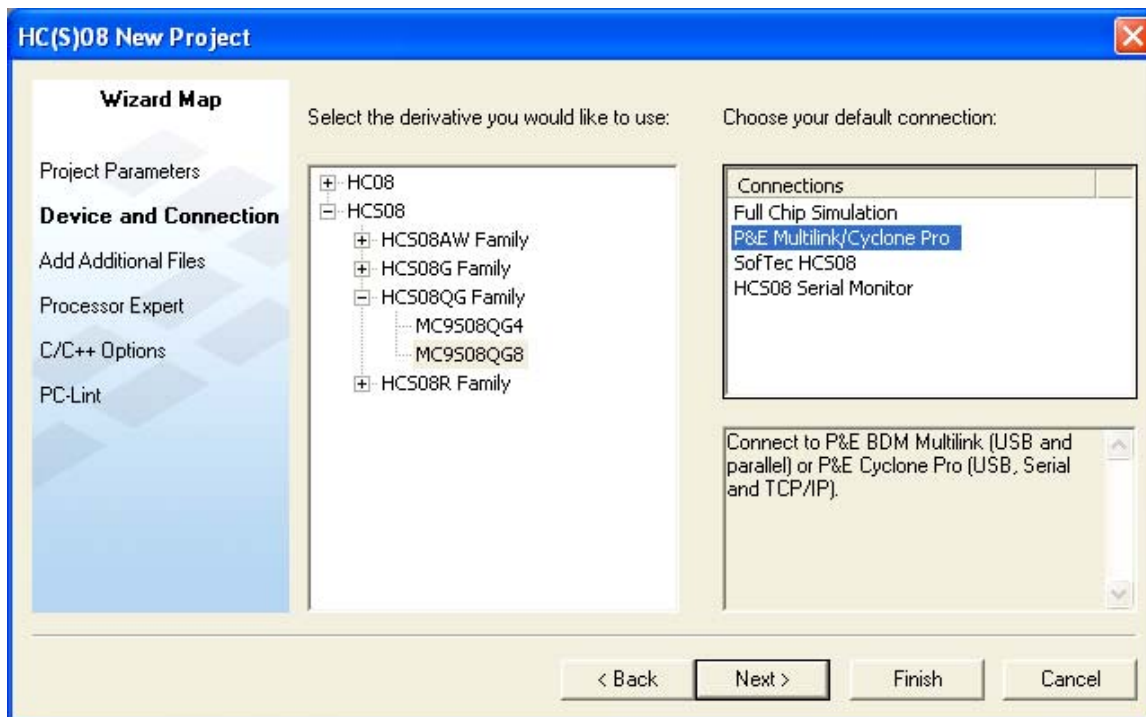 HC(S)08 New Project
Wizard Map
Project Parameters
Device and Connection
Add Additional Files
Processor Expert
C/C++ Options
PC-Lint
Select the derivative you would like to use:
HC08
HCS08
HCS08AW Family
HCS08G Family
HCS08QG Family
MC9S08QG4
MC9S08QG8
HCS08R Family
Choose your default connection:
Connections
Full Chip Simulation
P&E Multilink/Cyclone Pro
SofTec HCS08
HCS08 Serial Monitor
Connect to P&E BDM Multilink (USB and
parallel) or P&E Cyclone Pro (USB, Serial
and TCP/IP).
< Back
Next >
Finish
Cancel